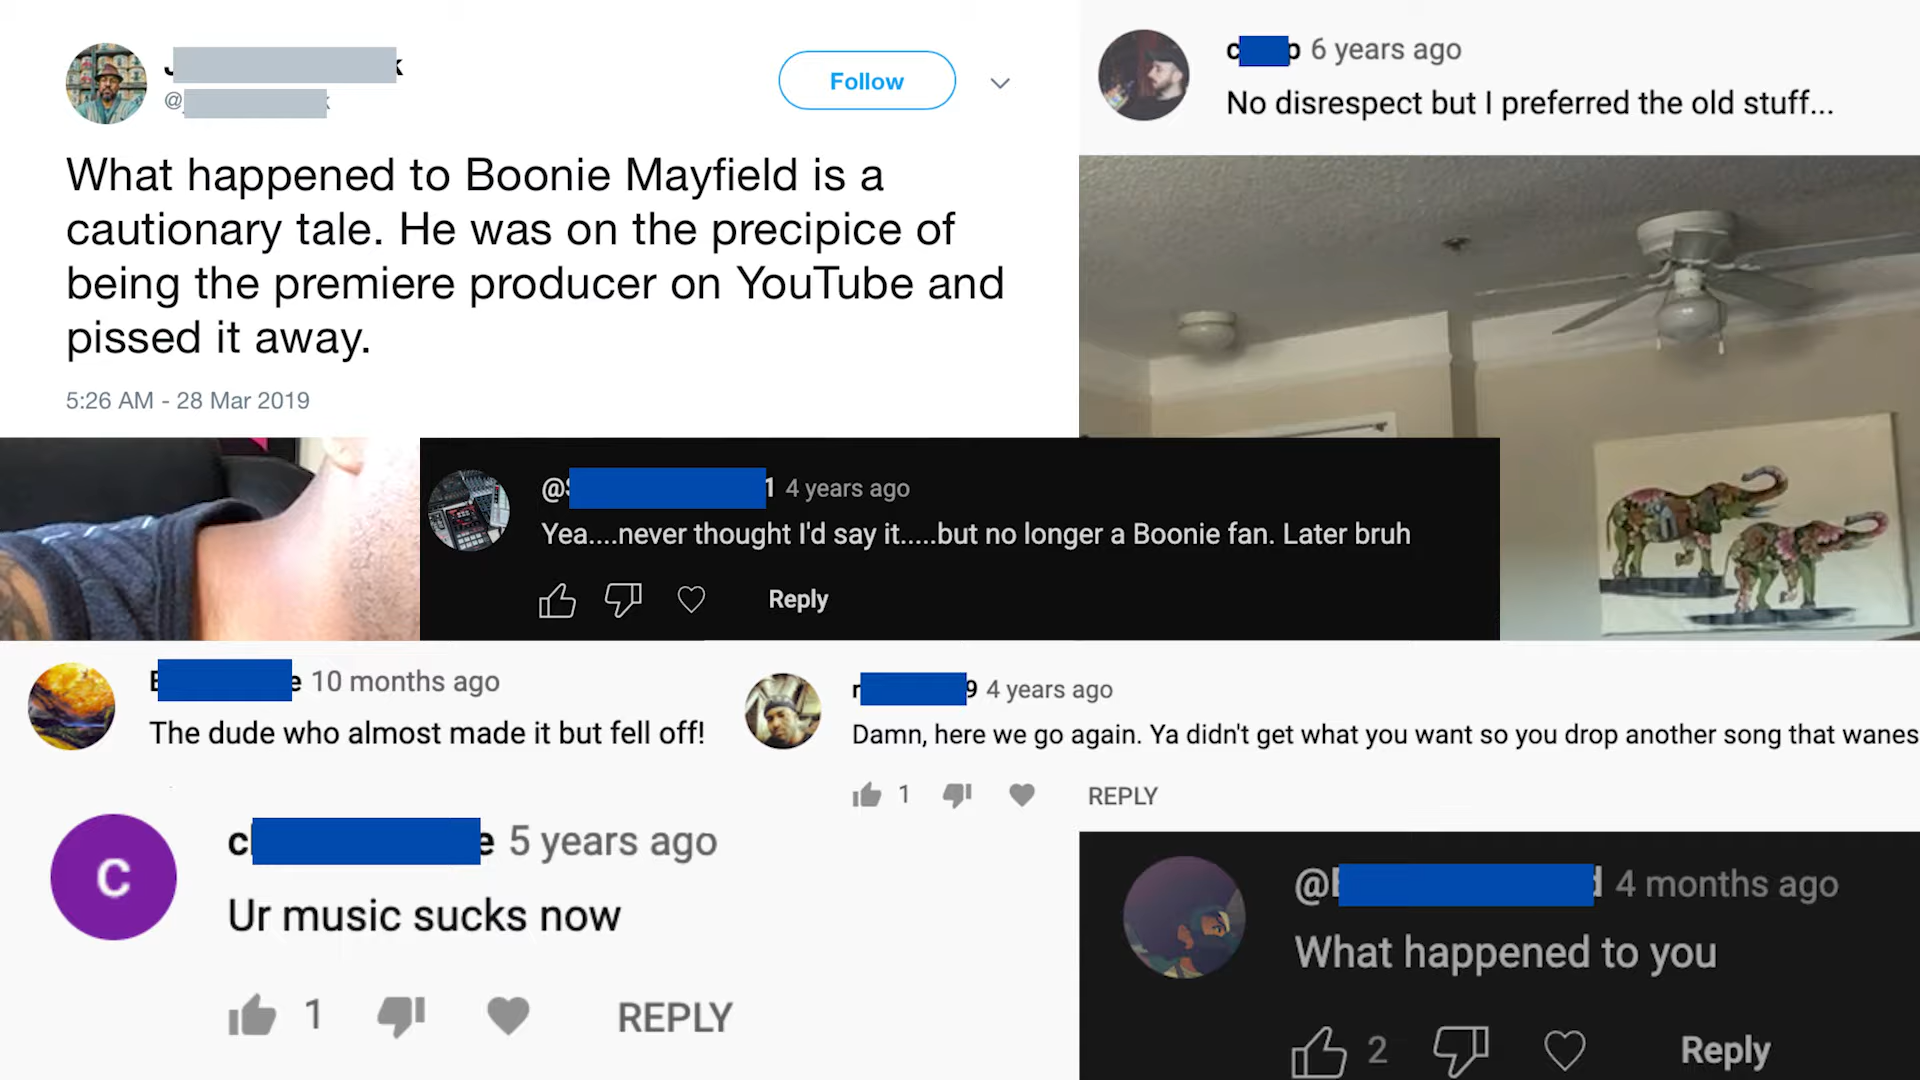 Follow
What happened to Boonie Mayfield is a
cautionary tale. He was on the precipice of
being the premiere producer on YouTube and
pissed it away.
5:26 AM - 28 Mar 2019
6 years ago
No disrespect but I preferred the old stuff...
1 4 years ago
Yea....never thought I'd say it.....but no longer a Boonie fan. Later bruh
Reply
10 months ago
The dude who almost made it but fell off!
9 4 years ago
Damn, here we go again. Ya didn't get what you want so you drop another song that wanes
1 REPLY
C
5 years ago
Ur music sucks now
1 REPLY
4 months ago
What happened to you
2 Reply